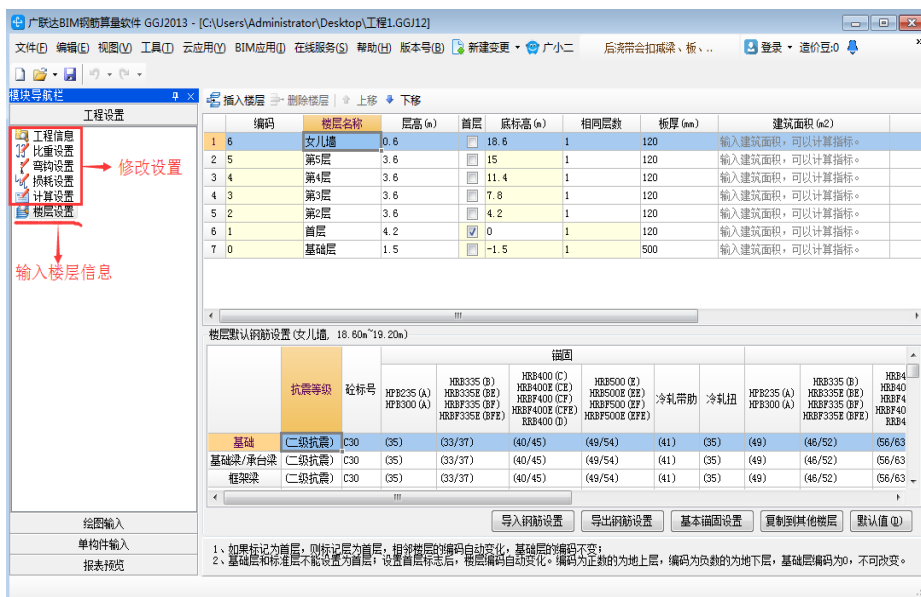 广联达BIM钢筋算量软件 GGJ2013 - [C:\Users\Administrator\Desktop\工程1.GGJ12]
文件(F) 编辑(E) 视图(V) 工具(T) 云应用(Y) BIM应用(I) 在线服务(S) 帮助(H) 版本号(B) 新建变更 广小二 后浇带会扣减梁、板、.. 登录 造价豆:0
模块导航栏
工程设置
工程信息
比重设置
弯钩设置
损耗设置
计算设置
楼层设置
修改设置
输入楼层信息
绘图输入
单构件输入
报表预览
插入楼层 删除楼层 上移 下移
编码 楼层名称 层高(m) 首层 底标高(m) 相同层数 板厚(mm) 建筑面积(m2)
1 6 女儿墙 0.6 18.6 1 120 输入建筑面积，可以计算指标。
2 5 第5层 3.6 15 1 120 输入建筑面积，可以计算指标。
3 4 第4层 3.6 11.4 1 120 输入建筑面积，可以计算指标。
4 3 第3层 3.6 7.8 1 120 输入建筑面积，可以计算指标。
5 2 第2层 3.6 4.2 1 120 输入建筑面积，可以计算指标。
6 1 首层 4.2 0 1 120 输入建筑面积，可以计算指标。
7 0 基础层 1.5 -1.5 1 500 输入建筑面积，可以计算指标。
楼层默认钢筋设置(女儿墙, 18.60m~19.20m)
锚固
抗震等级 砼标号 HPB235(A) HPB300(A) HRB335(B) HRB335E(BE) HRBF335(BF) HRBF335E(BFE) HRB400(C) HRB400E(CE) HRBF400(CF) HRBF400E(CFE) RRB400(D) HRB500(E) HRB500E(EE) HRBF500(EF) HRBF500E(EFE) 冷轧带肋 冷轧扭 HPB235(A) HPB300(A) HRB335(B) HRB335E(BE) HRBF335(BF) HRBF335E(BFE) HRB4 HRB40 HRBF4 HRBF40 RRB4
基础 (二级抗震) C30 (35) (33/37) (40/45) (49/54) (41) (35) (49) (46/52) (56/63
基础梁/承台梁 (二级抗震) C30 (35) (33/37) (40/45) (49/54) (41) (35) (49) (46/52) (56/63
框架梁 (二级抗震) C30 (35) (33/37) (40/45) (49/54) (41) (35) (49) (46/52) (56/63
导入钢筋设置 导出钢筋设置 基本锚固设置 复制到其他楼层 默认值(D)
1、如果标记为首层，则标记层为首层，相邻楼层的编码自动变化，基础层的编码不变；
2、基础层和标准层不能设置为首层；设置首层标志后，楼层编码自动变化。编码为正数的为地上层，编码为负数的为地下层，基础层编码为0，不可改变。